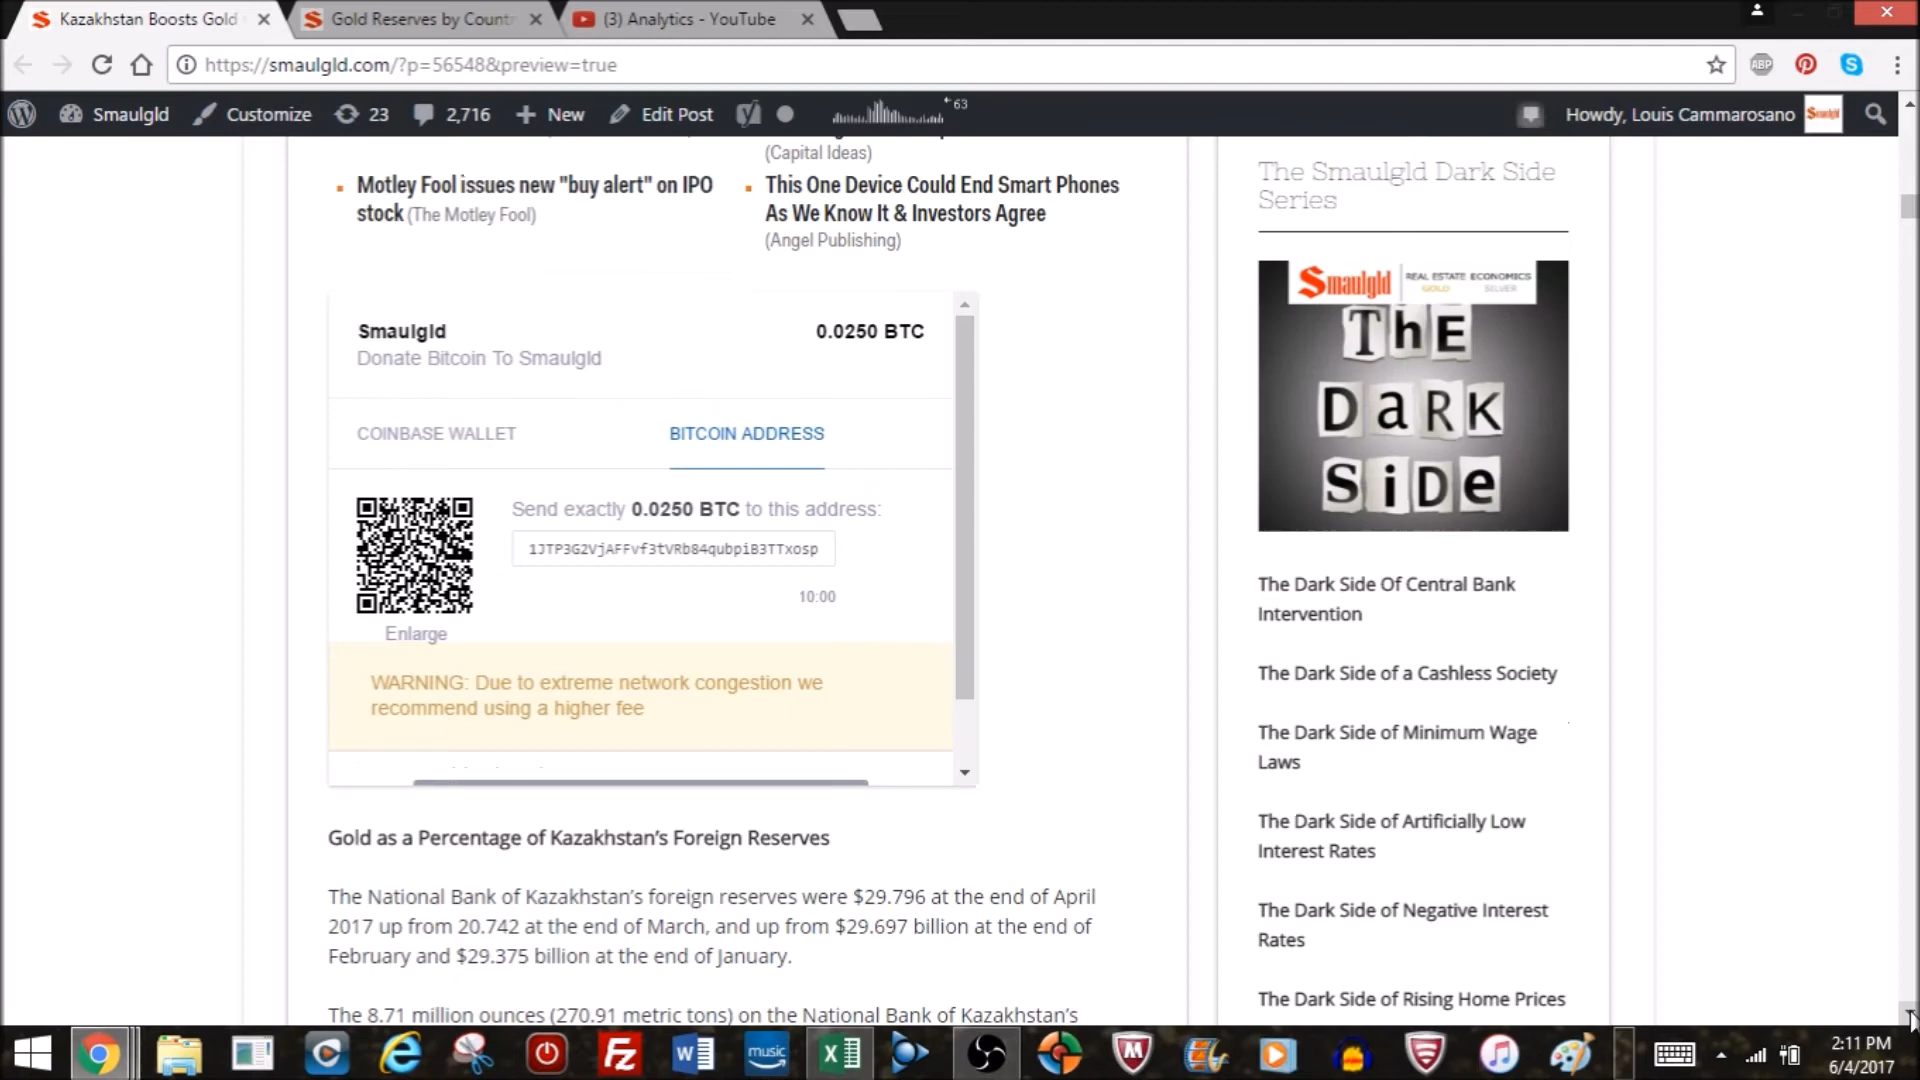 Kazakhstan Boosts Gold
Gold Reserves by Countr
(3) Analytics - YouTube
https://smaulgld.com/?p=56548&preview=true
ABP
Smaulgld
Customize
23
2,716
New
Edit Post
63
Howdy, Louis Cammarosano
Smaulgld
(Capital Ideas)
Motley Fool issues new "buy alert" on IPO
stock (The Motley Fool)
This One Device Could End Smart Phones
As We Know It & Investors Agree
(Angel Publishing)
Smaulgld
0.0250 BTC
Donate Bitcoin To Smaulgld
COINBASE WALLET
BITCOIN ADDRESS
Send exactly 0.0250 BTC to this address:
1JTP3G2VjAFFvf3tVRb84qubpiB3TTxosp
10:00
Enlarge
WARNING: Due to extreme network congestion we
recommend using a higher fee
Gold as a Percentage of Kazakhstan's Foreign Reserves
The National Bank of Kazakhstan's foreign reserves were $29.796 at the end of April
2017 up from 20.742 at the end of March, and up from $29.697 billion at the end of
February and $29.375 billion at the end of January.
The 8.71 million ounces (270.91 metric tons) on the National Bank of Kazakhstan's
The Smaulgld Dark Side
Series
Smaulgld
REAL ESTATE ECONOMICS
GOLD SILVER
ThE
DaRK
SiDe
The Dark Side Of Central Bank
Intervention
The Dark Side of a Cashless Society
The Dark Side of Minimum Wage
Laws
The Dark Side of Artificially Low
Interest Rates
The Dark Side of Negative Interest
Rates
The Dark Side of Rising Home Prices
music
2:11 PM
6/4/2017